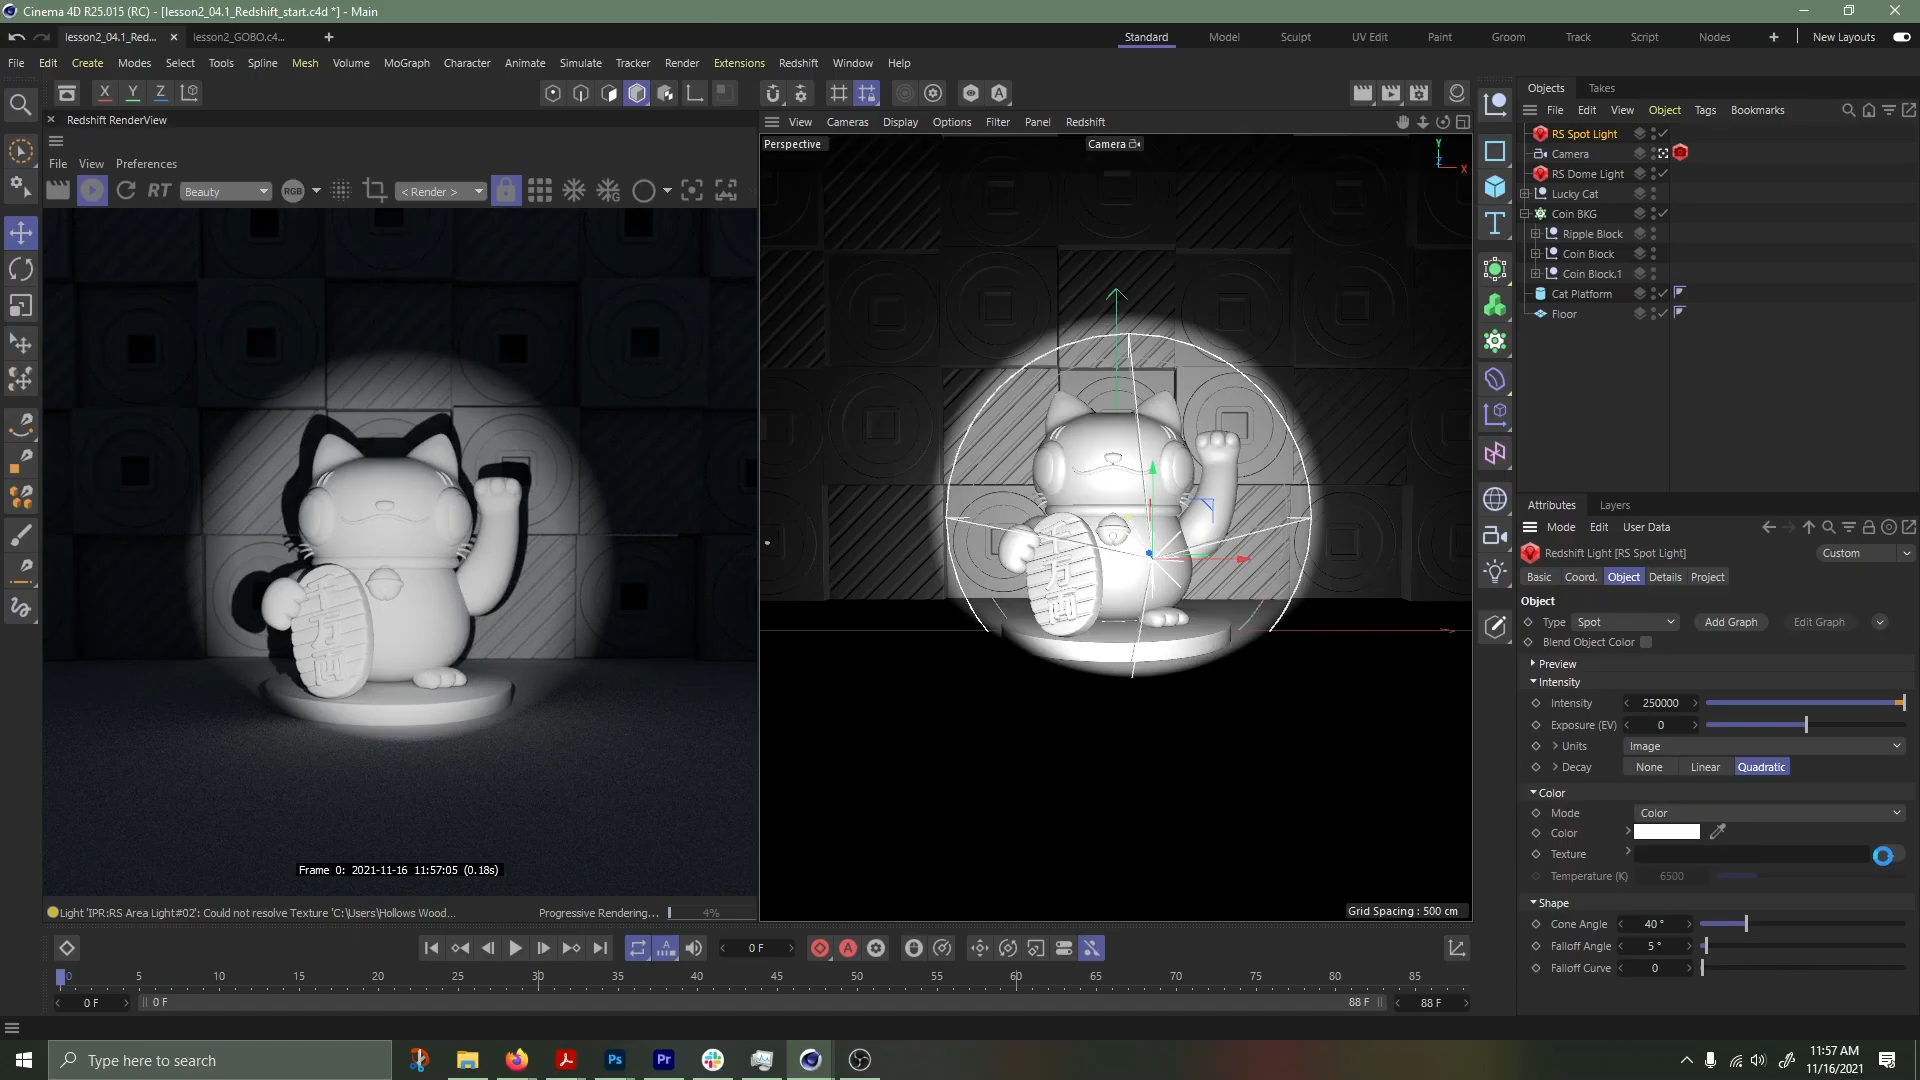 Cinema 4D R25.015 (RC) - [lesson2_04.1_Redshift_start.c4d *] - Main
lesson2_04.1_Red... × lesson2_GOBO.c4... +
Standard Model Sculpt UV Edit Paint Groom Track Script Nodes + New Layouts
File Edit Create Modes Select Tools Spline Mesh Volume MoGraph Character Animate Simulate Tracker Render Extensions Redshift Window Help
X Y Z
Redshift RenderView
File View Preferences
RT Beauty RGB < Render >
View Cameras Display Options Filter Panel Redshift
Perspective
Camera
Y
Z
X
千万両
千万両
Frame 0: 2021-11-16 11:57:05 (0.18s)
Light 'IPR:RS Area Light#02': Could not resolve Texture 'C:\Users\Hollows Wood...
Progressive Rendering... 4%
Grid Spacing : 500 cm
Objects Takes
File Edit View Object Tags Bookmarks
RS Spot Light
Camera
RS Dome Light
Lucky Cat
Coin BKG
Ripple Block
Coin Block
Coin Block.1
Cat Platform
Floor
Attributes Layers
Mode Edit User Data
Redshift Light [RS Spot Light] Custom
Basic Coord. Object Details Project
Object
Type Spot Add Graph Edit Graph
Blend Object Color
Preview
Intensity
Intensity 250000
Exposure (EV) 0
Units Image
Decay None Linear Quadratic
Color
Mode Color
Color
Texture
Temperature (K) 6500
Shape
Cone Angle 40 °
Falloff Angle 5 °
Falloff Curve 0
0 F
0 5 10 15 20 25 30 35 40 45 50 55 60 65 70 75 80 85
0 F 0 F 88 F 88 F
Type here to search
Ps Pr
11:57 AM
11/16/2021